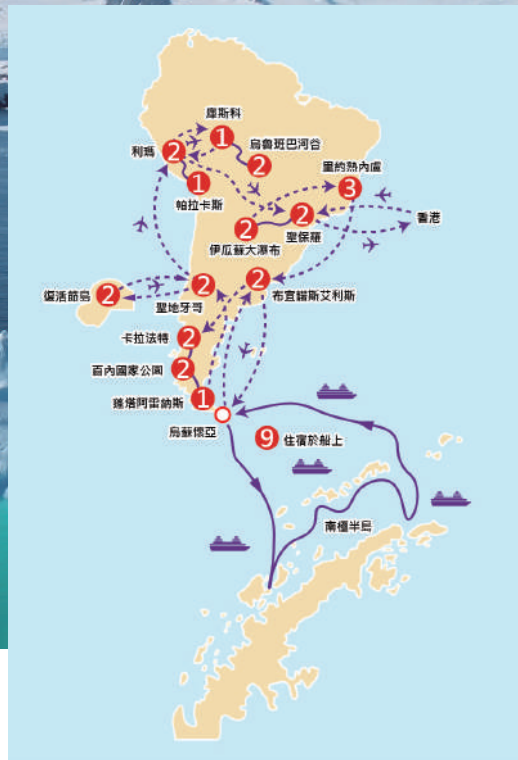 庫斯科
1
烏魯班巴河谷
2
利瑪
2
1
帕拉卡斯
里約熱內盧
3
2
伊瓜蘇大瀑布
2
聖保羅
香港
復活節島
2
2
聖地牙哥
2
布宜諾斯艾利斯
卡拉法特
2
百內國家公園
2
蓬塔阿雷納斯
1
烏蘇懷亞
9 住宿於船上
南極半島